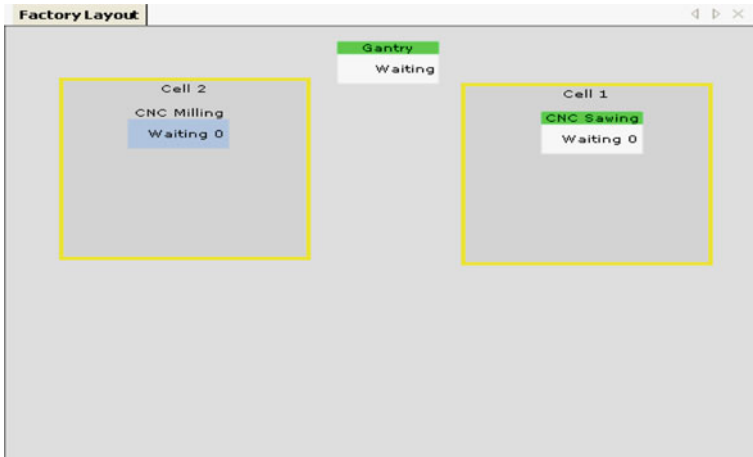 Factory Layout
Gantry
Waiting
Cell 2
CNC Milling
Waiting 0
Cell 1
CNC Sawing
Waiting 0